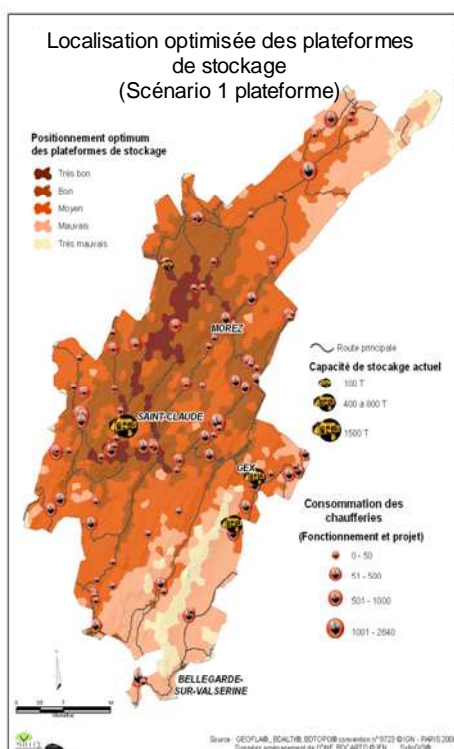 Localisation optimisée des plateformes
de stockage
(Scénario 1 plateforme)
Positionnement optimum
des plateformes de stockage
Très bon
Bon
Moyen
Mauvais
Très mauvais
MOREZ
Route principale
Capacité de stocakge actuel
100 T
400 à 800 T
1500 T
SAINT-CLAUDE
GEX
Consommation des
chaufferies
(Fonctionnement et projet)
0 - 50
51 - 500
501 - 1000
1001 - 2640
BELLEGARDE-
SUR-VALSERINE